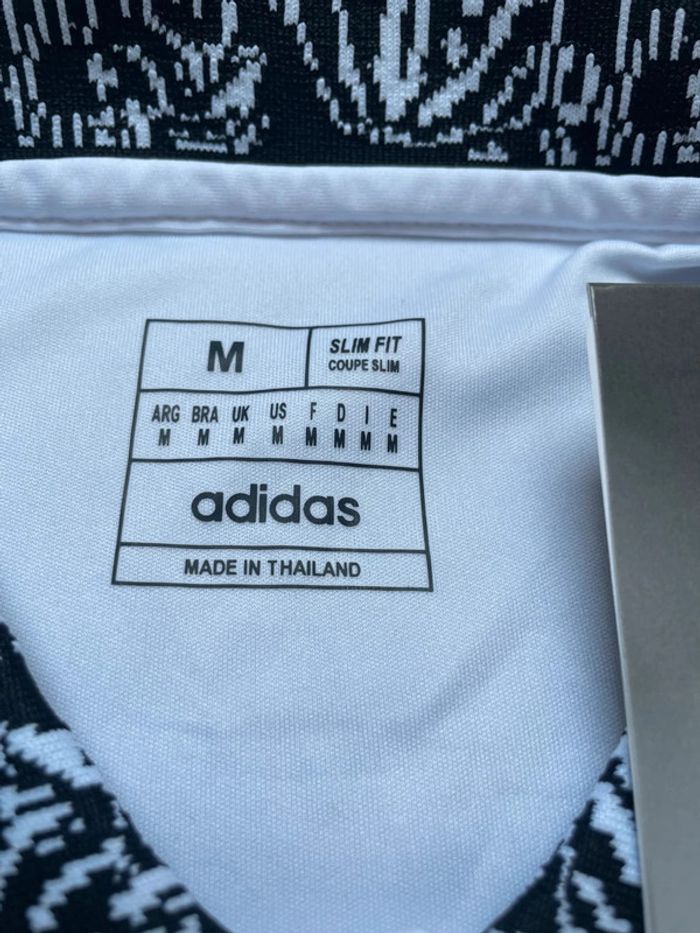 M
SLIM FIT
COUPE SLIM
ARG BRA UK US F D I E
M M M M M M M M
adidas
MADE IN THAILAND